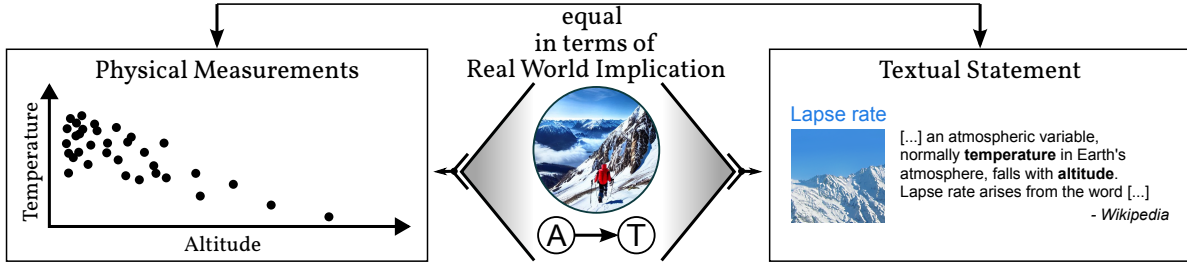 equal
in terms of
Real World Implication
Physical Measurements
Temperature
Altitude
A
T
Textual Statement
Lapse rate
[...] an atmospheric variable,
normally temperature in Earth's
atmosphere, falls with altitude.
Lapse rate arises from the word [...]
- Wikipedia